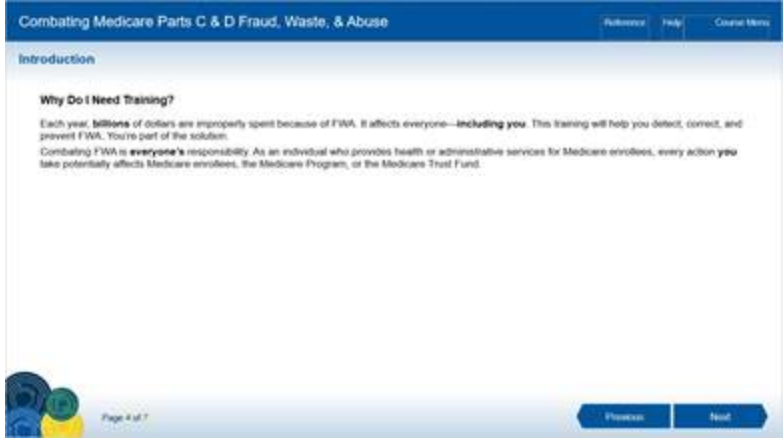 Combating Medicare Parts C & D Fraud, Waste, & Abuse
Reference Help Course Menu
Introduction
Why Do I Need Training?
Each year, billions of dollars are improperly spent because of FWA. It affects everyone—including you. This training will help you detect, correct, and
prevent FWA. You're part of the solution.
Combating FWA is everyone's responsibility. As an individual who provides health or administrative services for Medicare enrollees, every action you
take potentially affects Medicare enrollees, the Medicare Program, or the Medicare Trust Fund.
Page 4 of 7
Previous Next